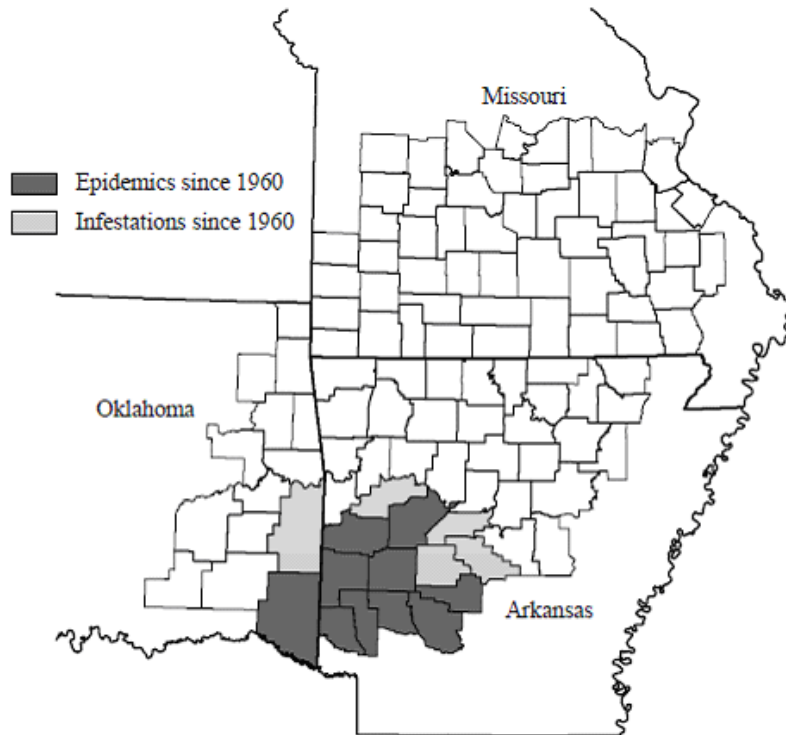 Missouri
Epidemics since 1960
Infestations since 1960
Oklahoma
Arkansas